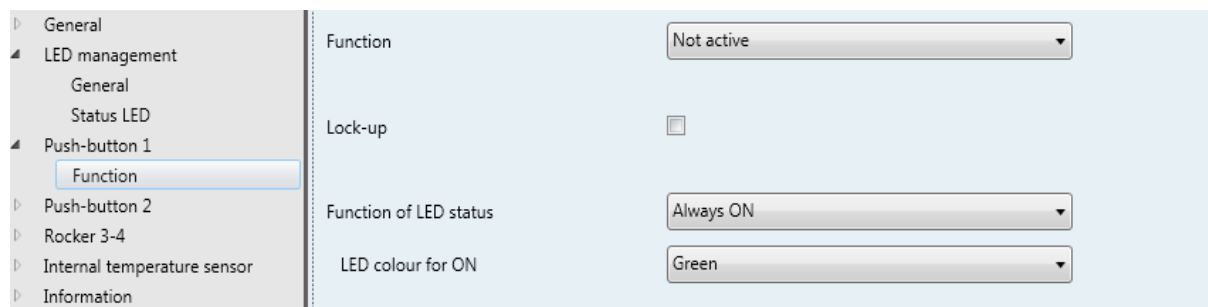 General
LED management
General
Status LED
Push-button 1
Function
Push-button 2
Rocker 3-4
Internal temperature sensor
Information
Function Not active
Lock-up
Function of LED status Always ON
LED colour for ON Green